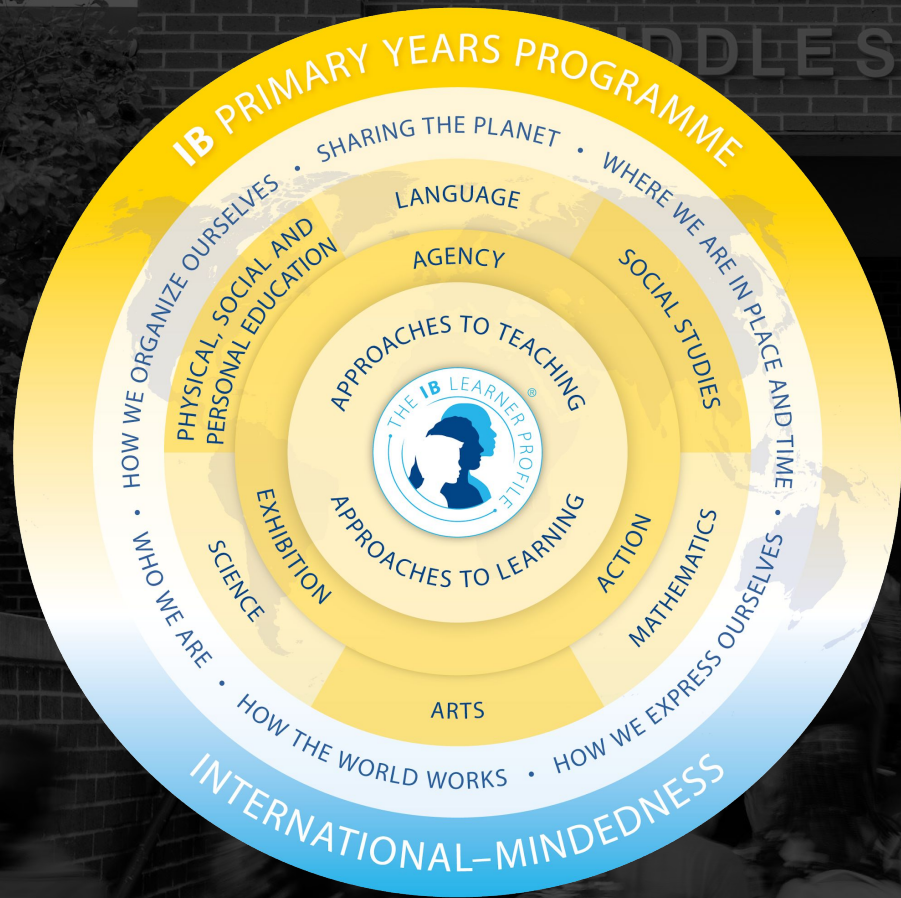 IB PRIMARY YEARS PROGRAMME
SHARING THE PLANET • WHERE WE ARE IN PLACE AND TIME • HOW WE EXPRESS OURSELVES • HOW THE WORLD WORKS • WHO WE ARE • HOW WE ORGANIZE OURSELVES •
LANGUAGE
SOCIAL STUDIES
MATHEMATICS
ARTS
SCIENCE
PHYSICAL, SOCIAL AND
PERSONAL EDUCATION
AGENCY
ACTION
EXHIBITION
APPROACHES TO TEACHING
APPROACHES TO LEARNING
THE IB LEARNER PROFILE ®
INTERNATIONAL–MINDEDNESS